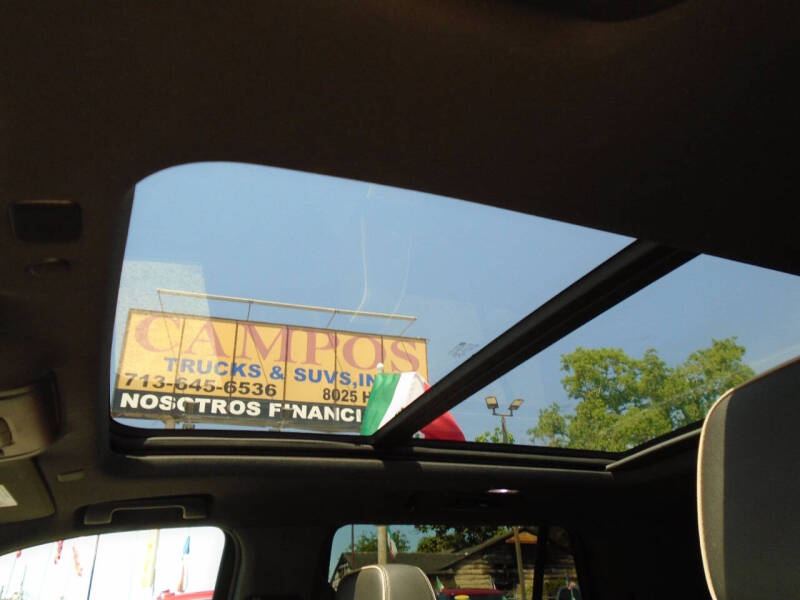 CAMPOS
TRUCKS & SUVS, IN
713-645-6536 8025 H
NOSOTROS FINANCI